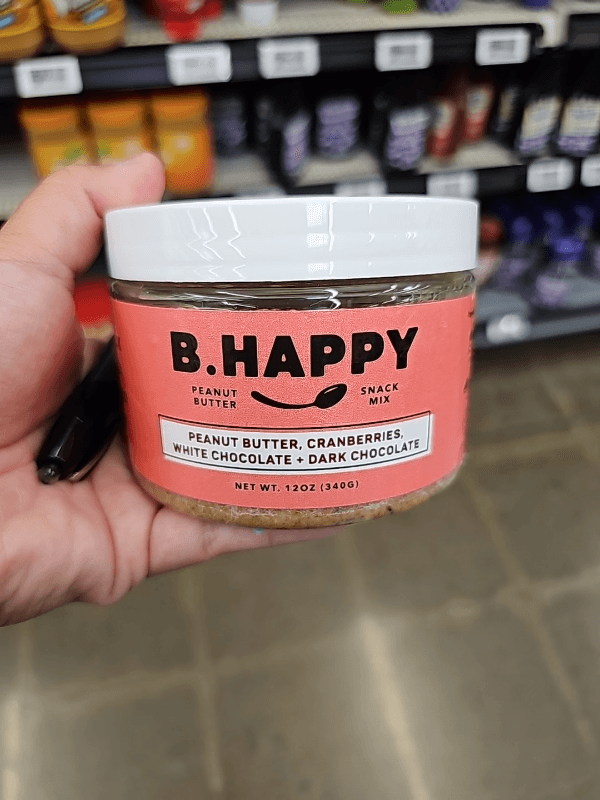 B.HAPPY
PEANUT BUTTER
SNACK MIX
PEANUT BUTTER, CRANBERRIES,
WHITE CHOCOLATE + DARK CHOCOLATE
NET WT. 12OZ (340G)